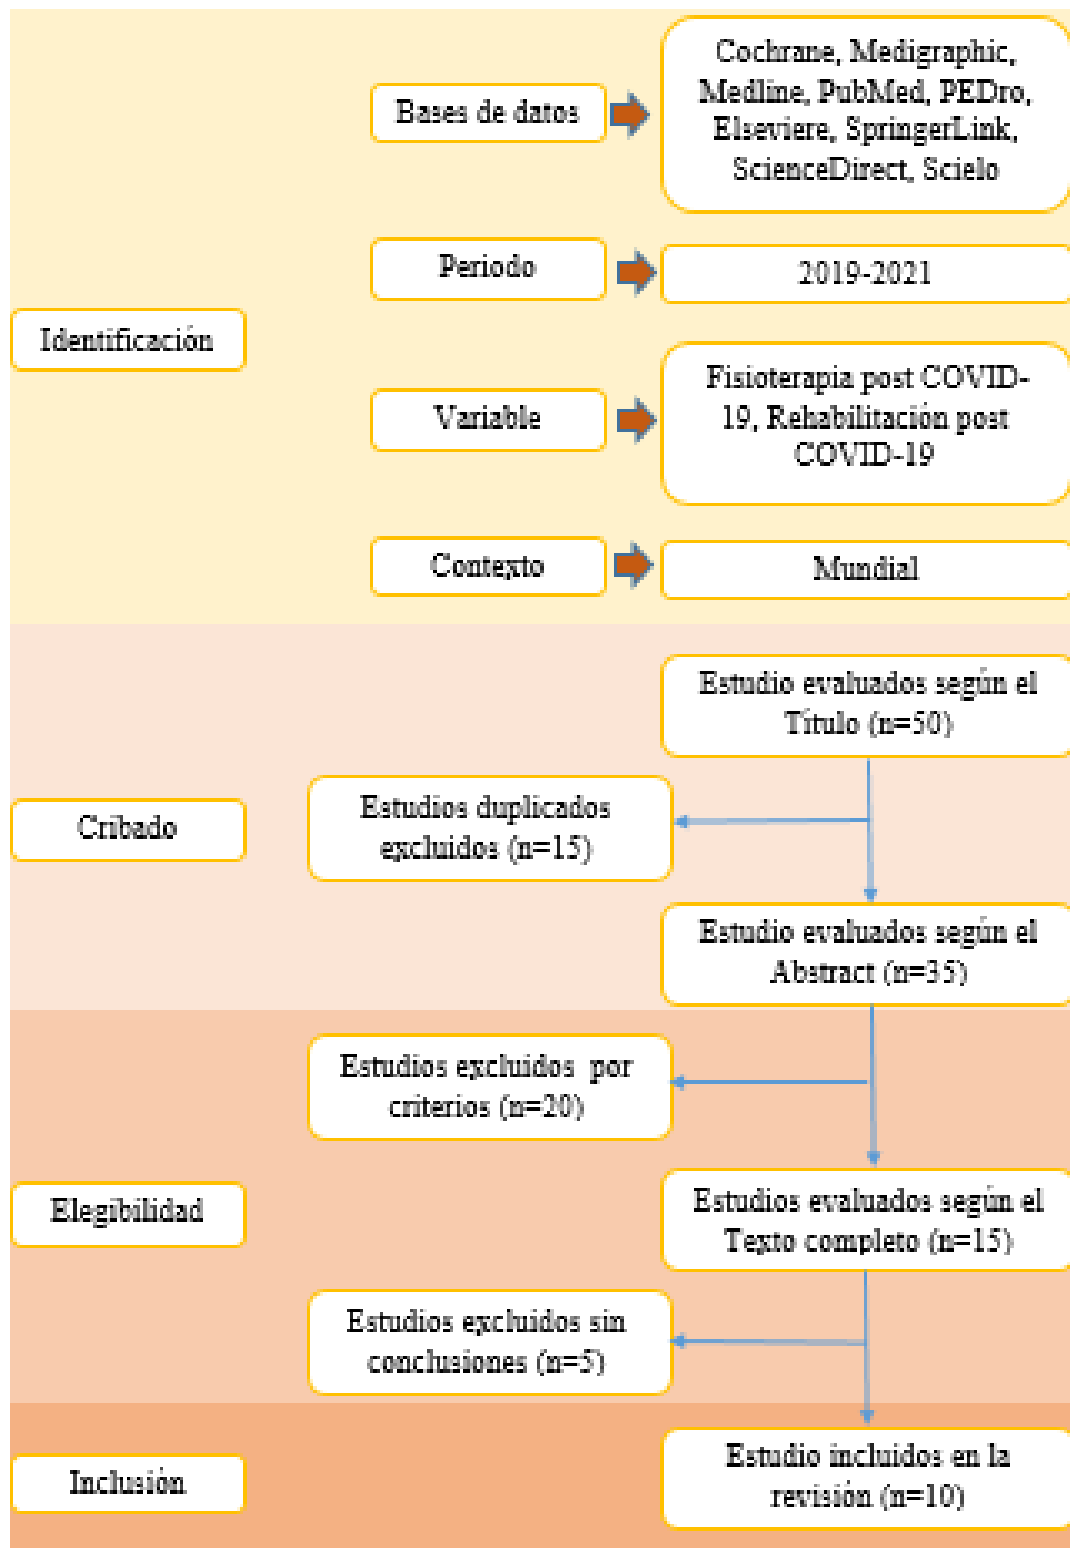 Bases de datos
Cochrane, Medigraphic,
Medline, PubMed, PEDro,
Elseviere, SpringerLink,
ScienceDirect, Scielo
Periodo
2019-2021
Identificación
Variable
Fisioterapia post COVID-
19, Rehabilitación post
COVID-19
Contexto
Mundial
Estudio evaluados según el
Título (n=50)
Cribado
Estudios duplicados
excluidos (n=15)
Estudio evaluados según el
Abstract (n=35)
Estudios excluidos por
criterios (n=20)
Elegibilidad
Estudios evaluados según el
Texto completo (n=15)
Estudios excluidos sin
conclusiones (n=5)
Inclusión
Estudio incluidos en la
revisión (n=10)